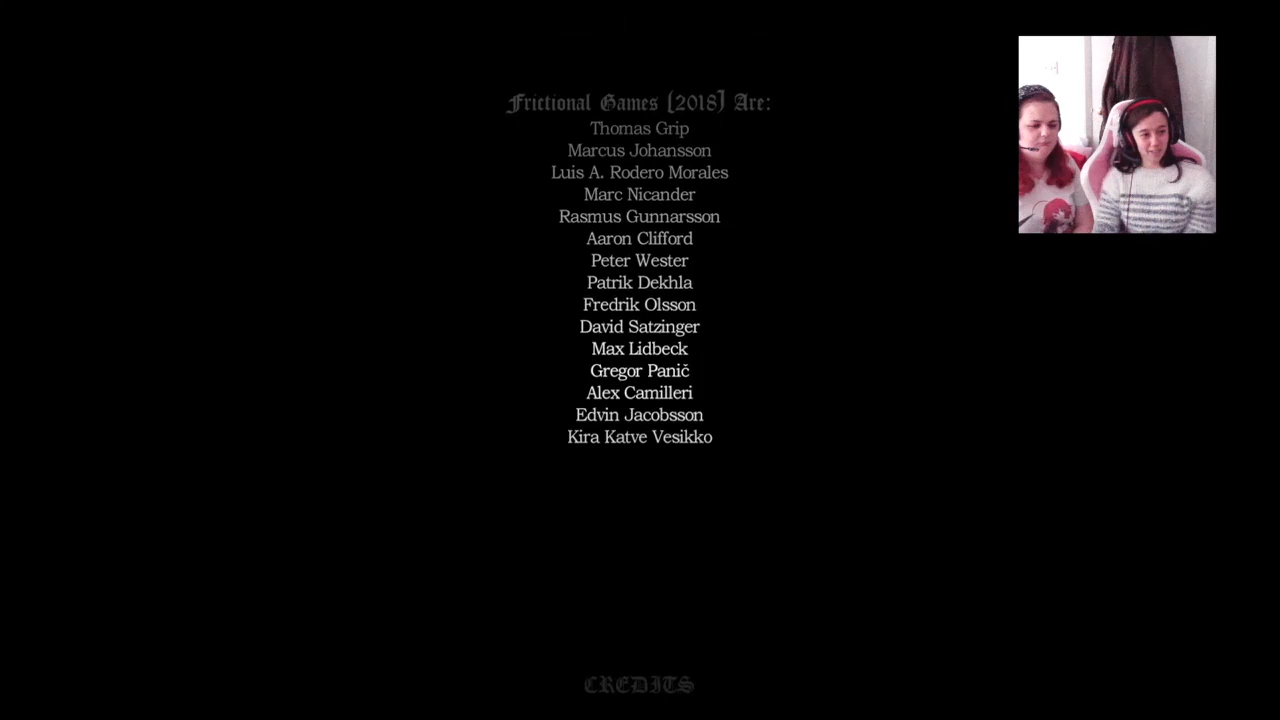 Frictional Games [2018] Are:
Thomas Grip
Marcus Johansson
Luis A. Rodero Morales
Marc Nicander
Rasmus Gunnarsson
Aaron Clifford
Peter Wester
Patrik Dekhla
Fredrik Olsson
David Satzinger
Max Lidbeck
Gregor Panič
Alex Camilleri
Edvin Jacobsson
Kira Katve Vesikko
CREDITS